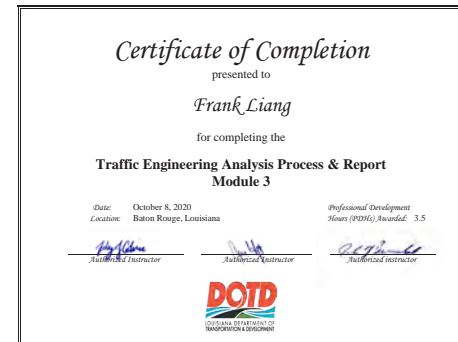 Certificate of Completion
presented to
Frank Liang
for completing the
Traffic Engineering Analysis Process & Report
Module 3
Date: October 8, 2020
Location: Baton Rouge, Louisiana
Professional Development
Hours (PDHs) Awarded: 3.5
Authorized Instructor
Authorized Instructor
Authorized instructor
DOTD
LOUISIANA DEPARTMENT OF
TRANSPORTATION & DEVELOPMENT